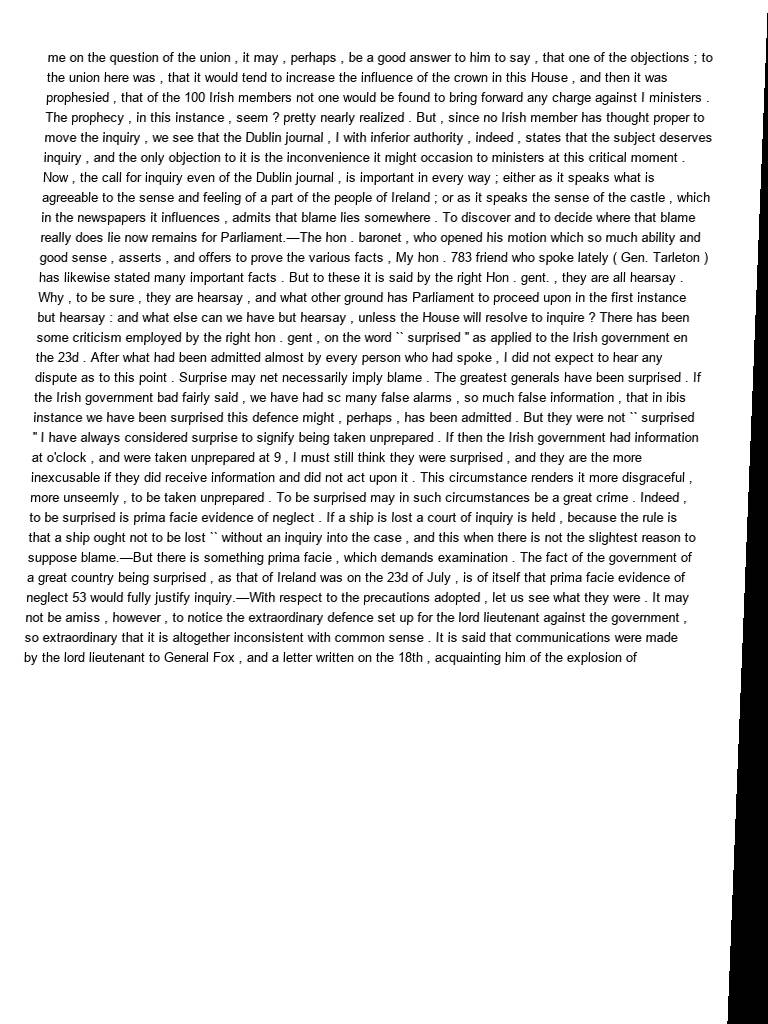 me on the question of the union , it may , perhaps , be a good answer to him to say , that one of the objections ; to
the union here was , that it would tend to increase the influence of the crown in this House , and then it was
prophesied , that of the 100 Irish members not one would be found to bring forward any charge against I ministers .
The prophecy , in this instance , seem ? pretty nearly realized . But , since no Irish member has thought proper to
move the inquiry , we see that the Dublin journal , I with inferior authority , indeed , states that the subject deserves
inquiry , and the only objection to it is the inconvenience it might occasion to ministers at this critical moment .
Now , the call for inquiry even of the Dublin journal , is important in every way ; either as it speaks what is
agreeable to the sense and feeling of a part of the people of Ireland ; or as it speaks the sense of the castle , which
in the newspapers it influences , admits that blame lies somewhere . To discover and to decide where that blame
really does lie now remains for Parliament.—The hon . baronet , who opened his motion which so much ability and
good sense , asserts , and offers to prove the various facts , My hon . 783 friend who spoke lately ( Gen. Tarleton )
has likewise stated many important facts . But to these it is said by the right Hon . gent. , they are all hearsay .
Why , to be sure , they are hearsay , and what other ground has Parliament to proceed upon in the first instance
but hearsay : and what else can we have but hearsay , unless the House will resolve to inquire ? There has been
some criticism employed by the right hon . gent , on the word `` surprised '' as applied to the Irish government en
the 23d . After what had been admitted almost by every person who had spoke , I did not expect to hear any
dispute as to this point . Surprise may net necessarily imply blame . The greatest generals have been surprised . If
the Irish government bad fairly said , we have had sc many false alarms , so much false information , that in ibis
instance we have been surprised this defence might , perhaps , has been admitted . But they were not `` surprised
'' I have always considered surprise to signify being taken unprepared . If then the Irish government had information
at o'clock , and were taken unprepared at 9 , I must still think they were surprised , and they are the more
inexcusable if they did receive information and did not act upon it . This circumstance renders it more disgraceful ,
more unseemly , to be taken unprepared . To be surprised may in such circumstances be a great crime . Indeed ,
to be surprised is prima facie evidence of neglect . If a ship is lost a court of inquiry is held , because the rule is
that a ship ought not to be lost `` without an inquiry into the case , and this when there is not the slightest reason to
suppose blame.—But there is something prima facie , which demands examination . The fact of the government of
a great country being surprised , as that of Ireland was on the 23d of July , is of itself that prima facie evidence of
neglect 53 would fully justify inquiry.—With respect to the precautions adopted , let us see what they were . It may
not be amiss , however , to notice the extraordinary defence set up for the lord lieutenant against the government ,
so extraordinary that it is altogether inconsistent with common sense . It is said that communications were made
by the lord lieutenant to General Fox , and a letter written on the 18th , acquainting him of the explosion of